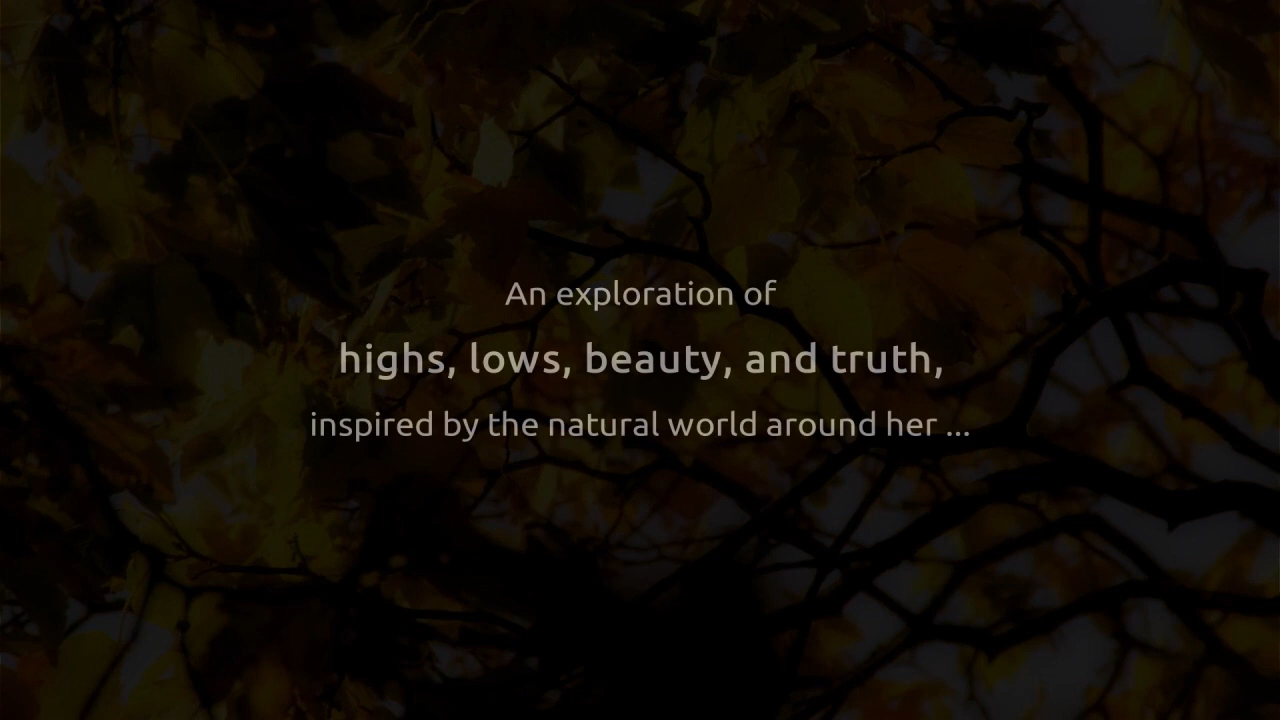 An exploration of
highs, lows, beauty, and truth,
inspired by the natural world around her ...